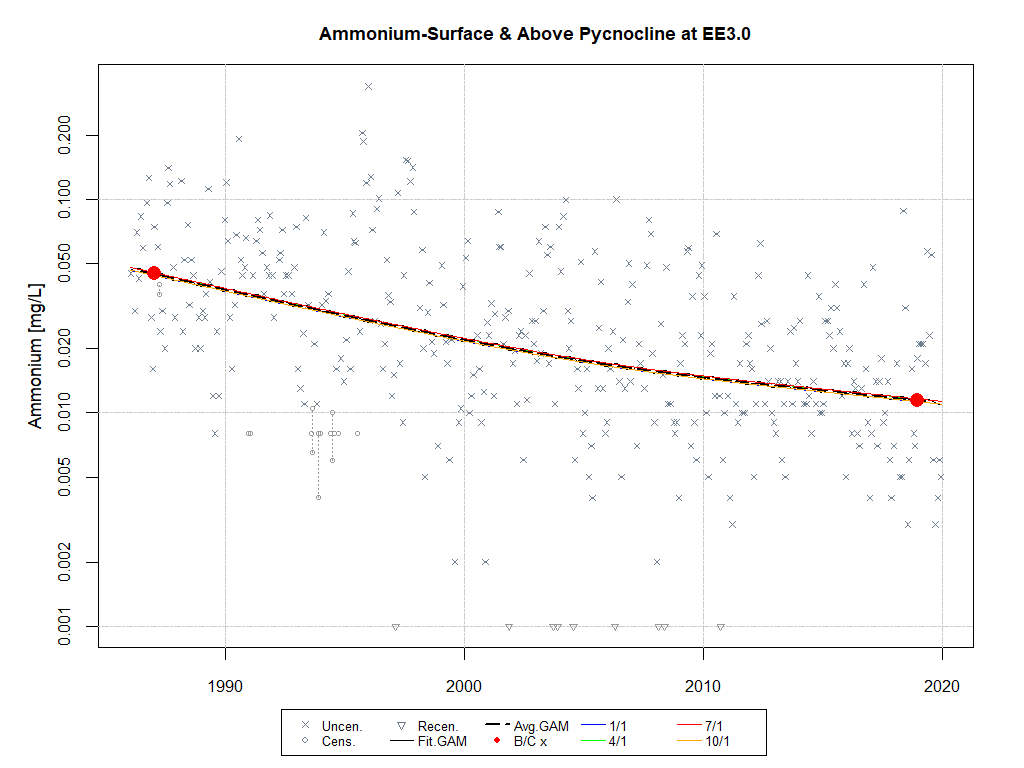 Ammonium-Surface & Above Pycnocline at EE3.0
Ammonium [mg/L]
0.200
0.100
0.050
0.020
0.010
0.005
0.002
0.001
1990 2000 2010 2020
Uncen. Recen. Avg.GAM 1/1 7/1
Cens. Fit.GAM B/C x 4/1 10/1